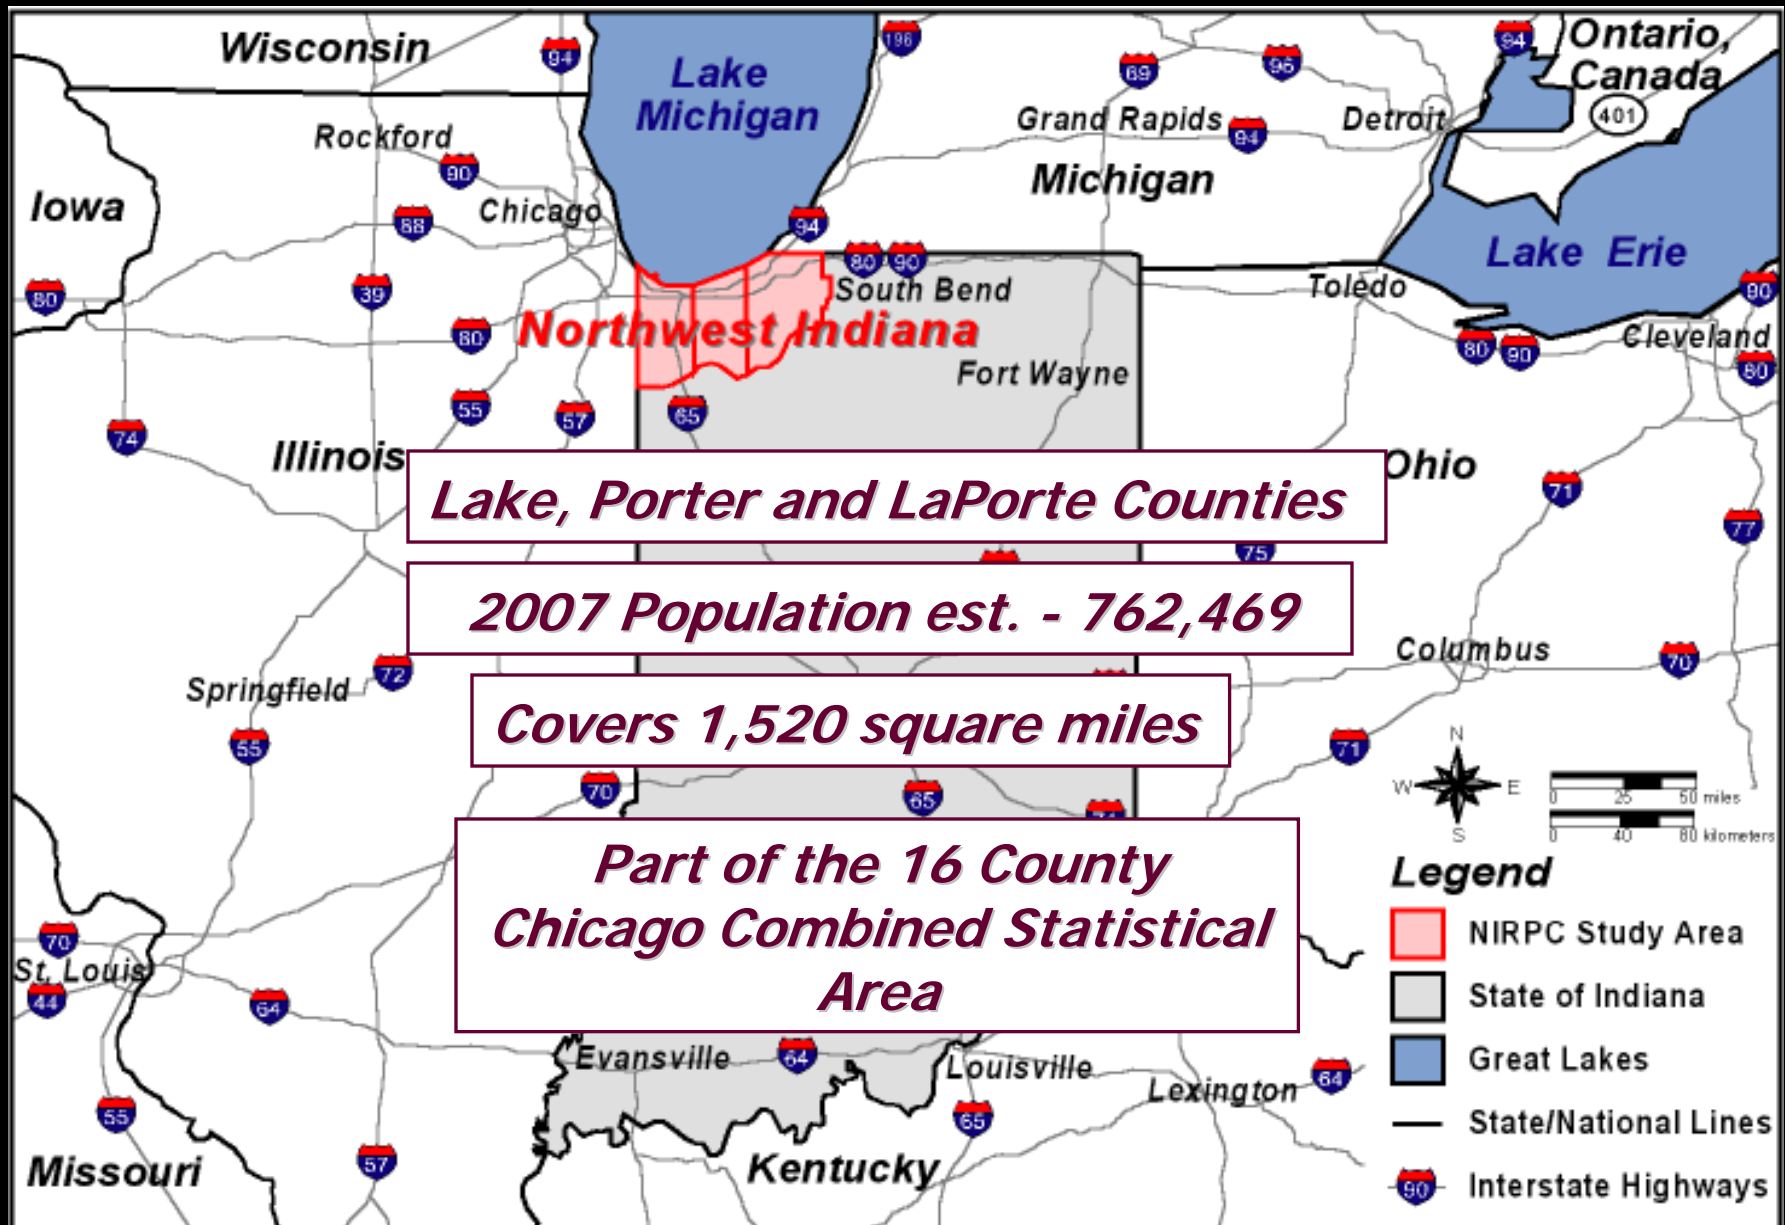 Wisconsin
94
Lake
Michigan
196
69
96
94
Ontario,
Canada
401
Rockford
90
Grand Rapids
94
Detroit
Iowa
88
Chicago
Michigan
94
80
39
80
90
South Bend
Lake Erie
Toledo
90
80
Northwest Indiana
80
90
Cleveland
80
Fort Wayne
74
55
57
65
Illinois
Ohio
Lake, Porter and LaPorte Counties
71
77
75
2007 Population est. - 762,469
Springfield
72
Columbus
70
Covers 1,520 square miles
55
71
70
65
N
W
E
S
0 25 50 miles
0 40 80 kilometers
Part of the 16 County
Chicago Combined Statistical
Area
Legend
NIRPC Study Area
State of Indiana
Great Lakes
State/National Lines
90
Interstate Highways
70
St. Louis
44
64
Evansville
64
Louisville
Lexington
64
55
65
Missouri
57
Kentucky